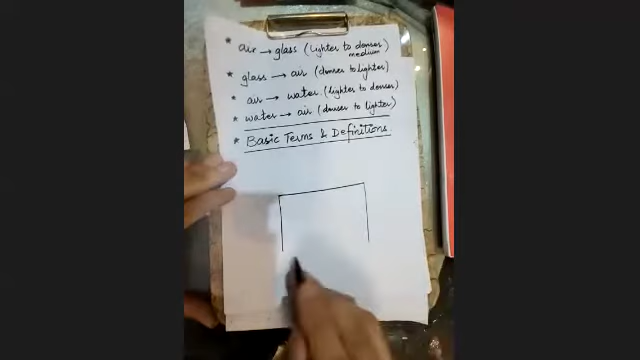 * air → glass (lighter to denser medium)
* glass → air (denser to lighter)
* air → water (lighter to denser)
* water → air (denser to lighter)
* Basic Terms & Definitions